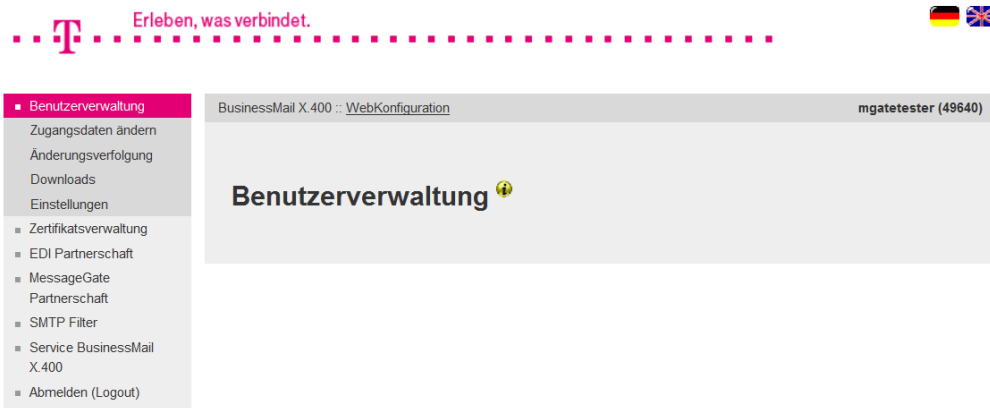 Erleben, was verbindet.
T
Benutzerverwaltung
Zugangsdaten ändern
Änderungsverfolgung
Downloads
Einstellungen
Zertifikatsverwaltung
EDI Partnerschaft
MessageGate
Partnerschaft
SMTP Filter
Service BusinessMail
X.400
Abmelden (Logout)
BusinessMail X.400 :: WebKonfiguration
mgatetester (49640)
Benutzerverwaltung